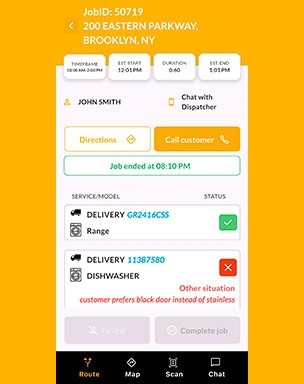 JobID: 50719
200 EASTERN PARKWAY,
BROOKLYN, NY
TIMEFRAME
10:00 AM-2:00 PM
EST. START
12:01 PM
DURATION
0:60
EST. END
1:01 PM
JOHN SMITH
Chat with
Dispatcher
Directions
Call customer
Job ended at 08:10 PM
SERVICE/MODEL
STATUS
DELIVERY GR2416CSS
Range
DELIVERY 11387580
DISHWASHER
Other situation
customer prefers black door instead of stainless
Fail job
Complete job
Route
Map
Scan
Chat